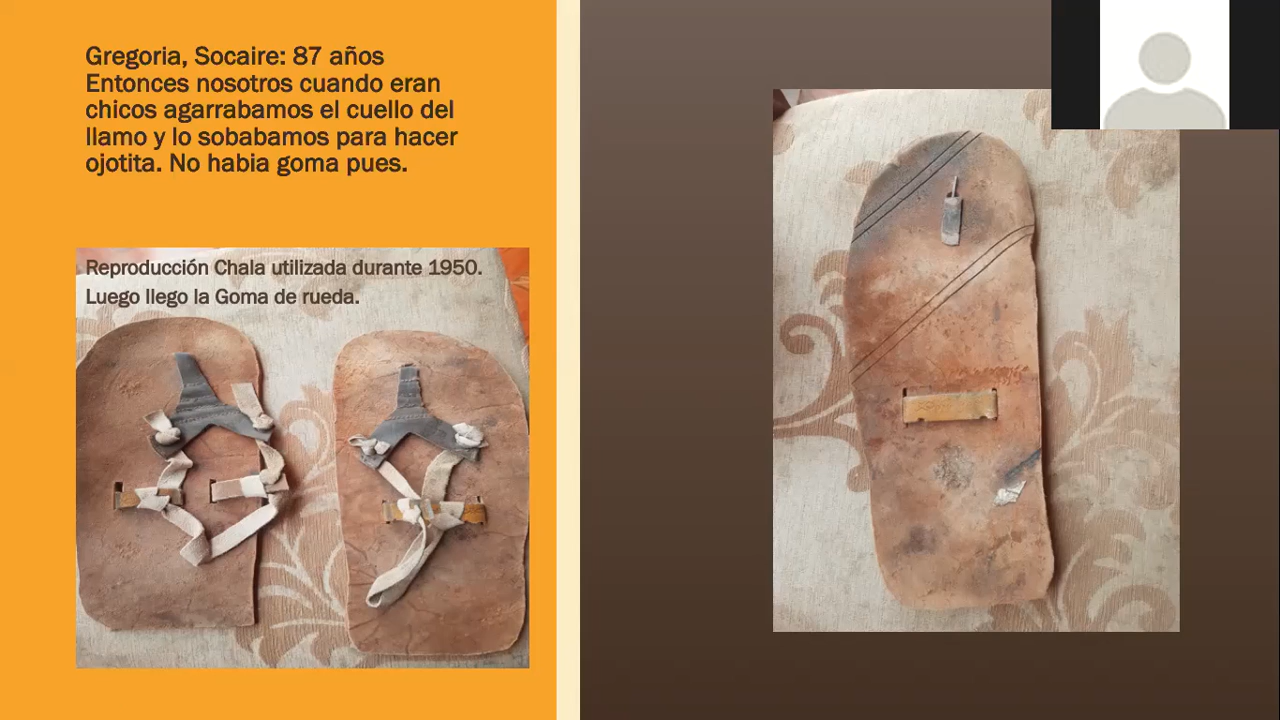 Gregoria, Socaire: 87 años
Entonces nosotros cuando eran
chicos agarrabamos el cuello del
llamo y lo sobabamos para hacer
ojotita. No habia goma pues.
Reproducción Chala utilizada durante 1950.
Luego llego la Goma de rueda.